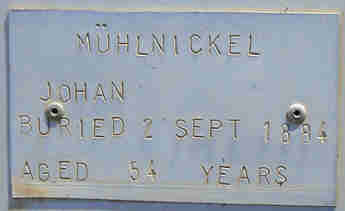 MÜHLNICKEL
JOHAN
BURIED 2 SEPT 1894
AGED 54 YEARS